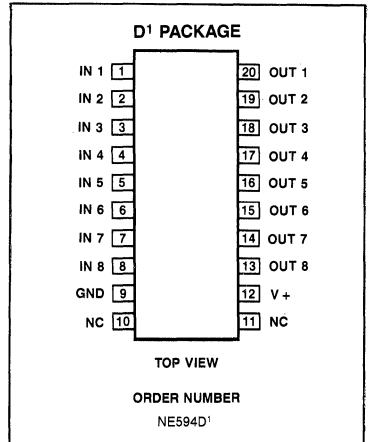 D¹ PACKAGE
IN 1 1 20 OUT 1
IN 2 2 19 OUT 2
IN 3 3 18 OUT 3
IN 4 4 17 OUT 4
IN 5 5 16 OUT 5
IN 6 6 15 OUT 6
IN 7 7 14 OUT 7
IN 8 8 13 OUT 8
GND 9 12 V +
NC 10 11 NC
TOP VIEW
ORDER NUMBER
NE594D¹